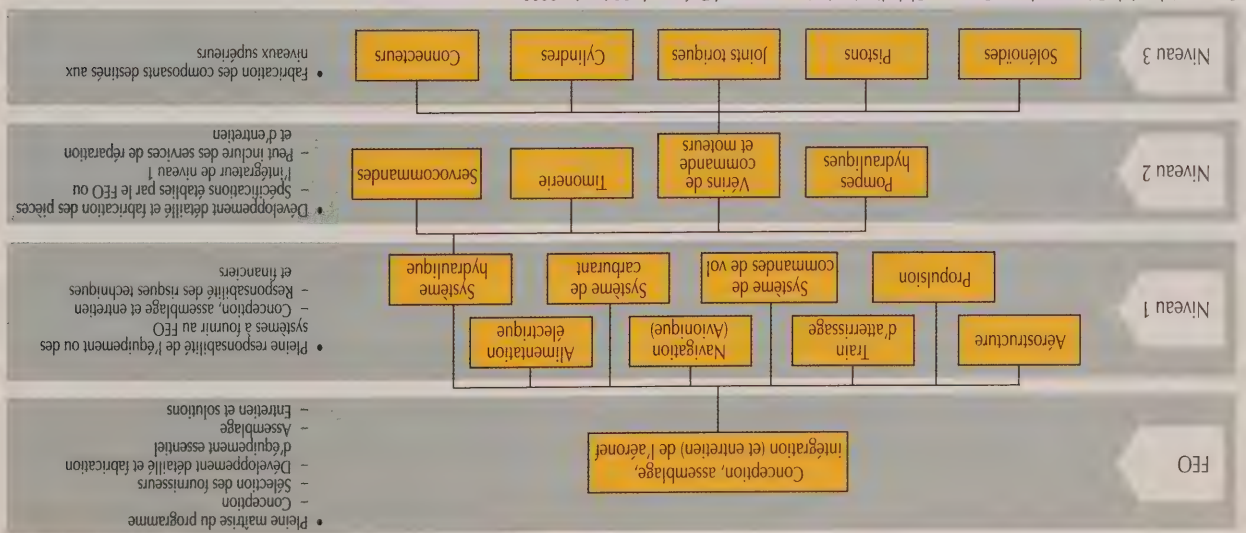 FEO
Conception, assemblage,
intégration (et entretien) de l'aéronef
• Pleine maîtrise du programme
– Conception
– Sélection des fournisseurs
– Développement détaillé et fabrication
d'équipement essentiel
– Assemblage
– Entretien et solutions
Niveau 1
Alimentation
électrique
Navigation
(Avionique)
Train
d'atterrissage
Aérostructure
Système
hydraulique
Système de
carburant
Système de
commandes de vol
Propulsion
• Pleine responsabilité de l'équipement ou des
systèmes à fournir au FEO
– Conception, assemblage et entretien
– Responsabilité des risques techniques
et financiers
Niveau 2
Servocommandes
Timonerie
Vérins de
commande
et moteurs
Pompes
hydrauliques
• Développement détaillé et fabrication des pièces
– Spécifications établies par le FEO ou
l'intégrateur de niveau 1
– Peut inclure des services de réparation
et d'entretien
Niveau 3
Connecteurs
Cylindres
Joints toriques
Pistons
Solénoïdes
• Fabrication des composants destinés aux
niveaux supérieurs